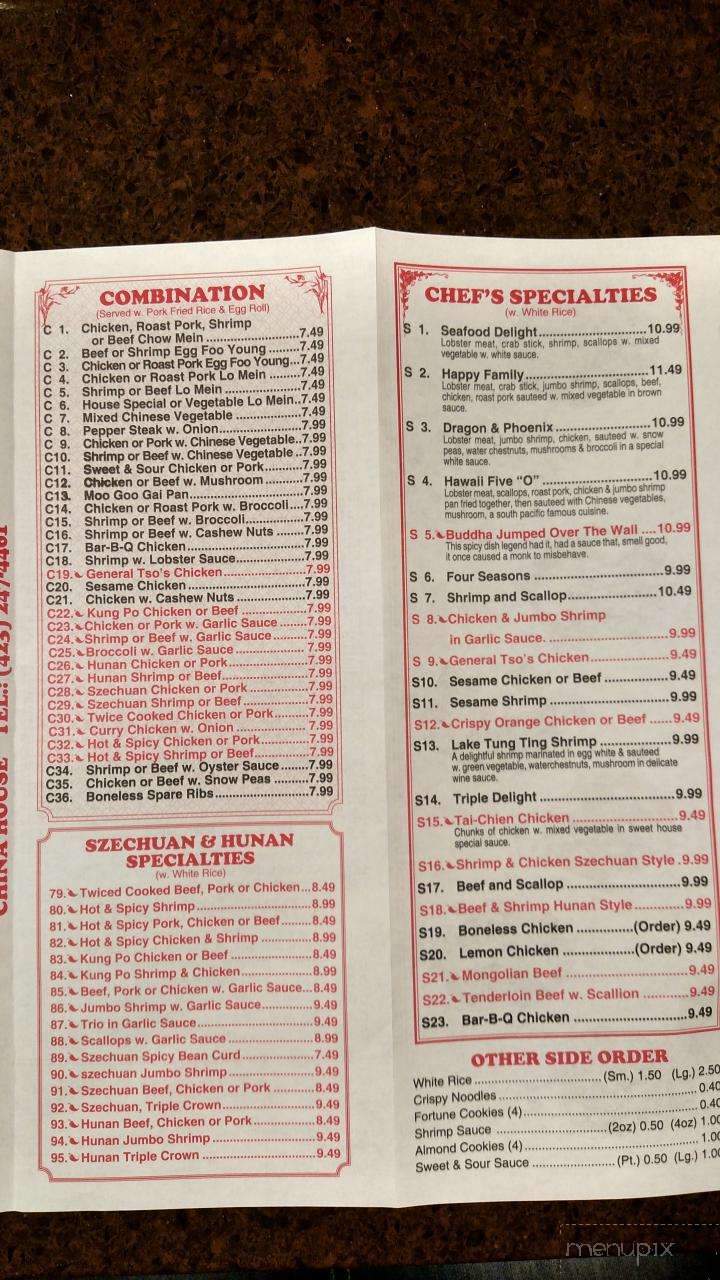 CHINA HOUSE TEL.: (423) 247-4461
COMBINATION
(Served w. Pork Fried Rice & Egg Roll)
C 1. Chicken, Roast Pork, Shrimp
or Beef Chow Mein 7.49
C 2. Beef or Shrimp Egg Foo Young 7.49
C 3. Chicken or Roast Pork Egg Foo Young 7.49
C 4. Chicken or Roast Pork Lo Mein 7.49
C 5. Shrimp or Beef Lo Mein 7.49
C 6. House Special or Vegetable Lo Mein 7.49
C 7. Mixed Chinese Vegetable 7.49
C 8. Pepper Steak w. Onion 7.99
C 9. Chicken or Pork w. Chinese Vegetable 7.99
C10. Shrimp or Beef w. Chinese Vegetable 7.99
C11. Sweet & Sour Chicken or Pork 7.99
C12. Chicken or Beef w. Mushroom 7.99
C13. Moo Goo Gai Pan 7.99
C14. Chicken or Roast Pork w. Broccoli 7.99
C15. Shrimp or Beef w. Broccoli 7.99
C16. Shrimp or Beef w. Cashew Nuts 7.99
C17. Bar-B-Q Chicken 7.99
C18. Shrimp w. Lobster Sauce 7.99
C19. General Tso's Chicken 7.99
C20. Sesame Chicken 7.99
C21. Chicken w. Cashew Nuts 7.99
C22. Kung Po Chicken or Beef 7.99
C23. Chicken or Pork w. Garlic Sauce 7.99
C24. Shrimp or Beef w. Garlic Sauce 7.99
C25. Broccoli w. Garlic Sauce 7.99
C26. Hunan Chicken or Pork 7.99
C27. Hunan Shrimp or Beef 7.99
C28. Szechuan Chicken or Pork 7.99
C29. Szechuan Shrimp or Beef 7.99
C30. Twice Cooked Chicken or Pork 7.99
C31. Curry Chicken w. Onion 7.99
C32. Hot & Spicy Chicken or Pork 7.99
C33. Hot & Spicy Shrimp or Beef 7.99
C34. Shrimp or Beef w. Oyster Sauce 7.99
C35. Chicken or Beef w. Snow Peas 7.99
C36. Boneless Spare Ribs 7.99
SZECHUAN & HUNAN
SPECIALTIES
(w. White Rice)
79. Twiced Cooked Beef, Pork or Chicken 8.49
80. Hot & Spicy Shrimp 8.99
81. Hot & Spicy Pork, Chicken or Beef 8.49
82. Hot & Spicy Chicken & Shrimp 8.99
83. Kung Po Chicken or Beef 8.49
84. Kung Po Shrimp & Chicken 8.99
85. Beef, Pork or Chicken w. Garlic Sauce 8.49
86. Jumbo Shrimp w. Garlic Sauce 9.49
87. Trio in Garlic Sauce 9.49
88. Scallops w. Garlic Sauce 8.99
89. Szechuan Spicy Bean Curd 7.49
90. szechuan Jumbo Shrimp 9.49
91. Szechuan Beef, Chicken or Pork 8.49
92. Szechuan, Triple Crown 9.49
93. Hunan Beef, Chicken or Pork 8.49
94. Hunan Jumbo Shrimp 9.49
95. Hunan Triple Crown 9.49
CHEF'S SPECIALTIES
(w. White Rice)
S 1. Seafood Delight 10.99
Lobster meat, crab stick, shrimp, scallops w. mixed
vegetable w. white sauce.
S 2. Happy Family 11.49
Lobster meat, crab stick, jumbo shrimp, scallops, beef,
chicken, roast pork sauteed w. mixed vegetable in brown
sauce.
S 3. Dragon & Phoenix 10.99
Lobster meat, jumbo shrimp, chicken, sauteed w. snow
peas, water chestnuts, mushrooms & broccoli in a special
white sauce.
S 4. Hawaii Five "O" 10.99
Lobster meat, scallops, roast pork, chicken & jumbo shrimp
pan fried together, then sauteed with Chinese vegetables,
mushroom, a south pacific famous cuisine.
S 5. Buddha Jumped Over The Wall 10.99
This spicy dish legend had it, had a sauce that, smell good,
it once caused a monk to misbehave.
S 6. Four Seasons 9.99
S 7. Shrimp and Scallop 10.49
S 8. Chicken & Jumbo Shrimp
in Garlic Sauce. 9.99
S 9. General Tso's Chicken 9.49
S10. Sesame Chicken or Beef 9.49
S11. Sesame Shrimp 9.99
S12. Crispy Orange Chicken or Beef 9.49
S13. Lake Tung Ting Shrimp 9.99
A delightful shrimp marinated in egg white & sauteed
w. green vegetable, waterchestnuts, mushroom in delicate
wine sauce.
S14. Triple Delight 9.99
S15. Tai-Chien Chicken 9.49
Chunks of chicken w. mixed vegetable in sweet house
special sauce.
S16. Shrimp & Chicken Szechuan Style 9.99
S17. Beef and Scallop 9.99
S18. Beef & Shrimp Hunan Style 9.99
S19. Boneless Chicken (Order) 9.49
S20. Lemon Chicken (Order) 9.49
S21. Mongolian Beef 9.49
S22. Tenderloin Beef w. Scallion 9.49
S23. Bar-B-Q Chicken 9.49
OTHER SIDE ORDER
White Rice (Sm.) 1.50 (Lg.) 2.50
Crispy Noodles 0.40
Fortune Cookies (4) 0.40
Shrimp Sauce (2oz) 0.50 (4oz) 1.00
Almond Cookies (4) 1.00
Sweet & Sour Sauce (Pt.) 0.50 (Lg.) 1.00
menupix